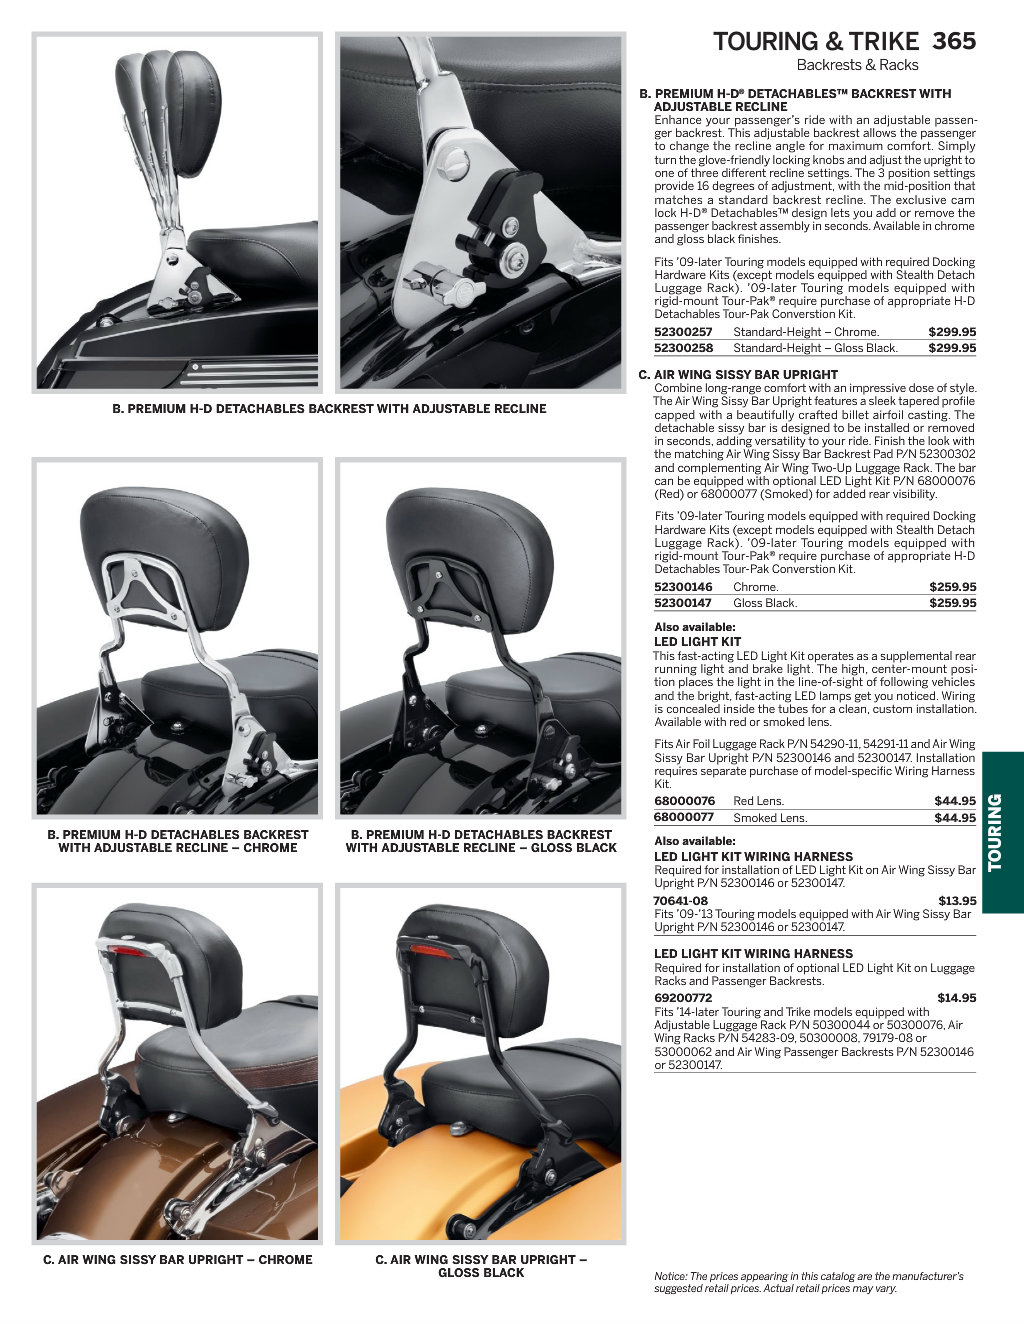 TOURING & TRIKE 365
Backrests & Racks
B. PREMIUM H-D® DETACHABLES™ BACKREST WITH
ADJUSTABLE RECLINE
Enhance your passenger's ride with an adjustable passen-
ger backrest. This adjustable backrest allows the passenger
to change the recline angle for maximum comfort. Simply
turn the glove-friendly locking knobs and adjust the upright to
one of three different recline settings. The 3 position settings
provide 16 degrees of adjustment, with the mid-position that
matches a standard backrest recline. The exclusive cam
lock H-D® Detachables™ design lets you add or remove the
passenger backrest assembly in seconds. Available in chrome
and gloss black finishes.
Fits '09-later Touring models equipped with required Docking
Hardware Kits (except models equipped with Stealth Detach
Luggage Rack). '09-later Touring models equipped with
rigid-mount Tour-Pak® require purchase of appropriate H-D
Detachables Tour-Pak Converstion Kit.
52300257 Standard-Height – Chrome. $299.95
52300258 Standard-Height – Gloss Black. $299.95
C. AIR WING SISSY BAR UPRIGHT
Combine long-range comfort with an impressive dose of style.
The Air Wing Sissy Bar Upright features a sleek tapered profile
capped with a beautifully crafted billet airfoil casting. The
detachable sissy bar is designed to be installed or removed
in seconds, adding versatility to your ride. Finish the look with
the matching Air Wing Sissy Bar Backrest Pad P/N 52300302
and complementing Air Wing Two-Up Luggage Rack. The bar
can be equipped with optional LED Light Kit P/N 68000076
(Red) or 68000077 (Smoked) for added rear visibility.
Fits '09-later Touring models equipped with required Docking
Hardware Kits (except models equipped with Stealth Detach
Luggage Rack). '09-later Touring models equipped with
rigid-mount Tour-Pak® require purchase of appropriate H-D
Detachables Tour-Pak Converstion Kit.
52300146 Chrome. $259.95
52300147 Gloss Black. $259.95
Also available:
LED LIGHT KIT
This fast-acting LED Light Kit operates as a supplemental rear
running light and brake light. The high, center-mount posi-
tion places the light in the line-of-sight of following vehicles
and the bright, fast-acting LED lamps get you noticed. Wiring
is concealed inside the tubes for a clean, custom installation.
Available with red or smoked lens.
Fits Air Foil Luggage Rack P/N 54290-11, 54291-11 and Air Wing
Sissy Bar Upright P/N 52300146 and 52300147. Installation
requires separate purchase of model-specific Wiring Harness
Kit.
68000076 Red Lens. $44.95
68000077 Smoked Lens. $44.95
Also available:
LED LIGHT KIT WIRING HARNESS
Required for installation of LED Light Kit on Air Wing Sissy Bar
Upright P/N 52300146 or 52300147.
70641-08 $13.95
Fits '09-'13 Touring models equipped with Air Wing Sissy Bar
Upright P/N 52300146 or 52300147.
LED LIGHT KIT WIRING HARNESS
Required for installation of optional LED Light Kit on Luggage
Racks and Passenger Backrests.
69200772 $14.95
Fits '14-later Touring and Trike models equipped with
Adjustable Luggage Rack P/N 50300044 or 50300076, Air
Wing Racks P/N 54283-09, 50300008, 79179-08 or
53000062 and Air Wing Passenger Backrests P/N 52300146
or 52300147.
B. PREMIUM H-D DETACHABLES BACKREST WITH ADJUSTABLE RECLINE
B. PREMIUM H-D DETACHABLES BACKREST
WITH ADJUSTABLE RECLINE – CHROME
B. PREMIUM H-D DETACHABLES BACKREST
WITH ADJUSTABLE RECLINE – GLOSS BLACK
C. AIR WING SISSY BAR UPRIGHT – CHROME
C. AIR WING SISSY BAR UPRIGHT –
GLOSS BLACK
TOURING
Notice: The prices appearing in this catalog are the manufacturer's
suggested retail prices. Actual retail prices may vary.